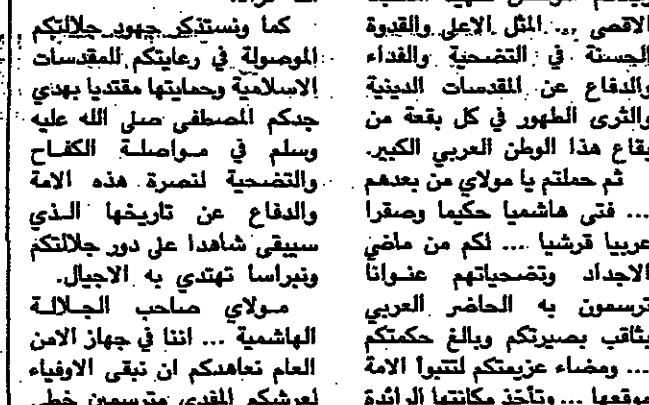 الاقصى ... المثل الاعلى والقدوة
الحسنة في التضحية والفداء
والدفاع عن المقدسات الدينية
والثرى الطهور في كل بقعة من
بقاع هذا الوطن العربي الكبير.
ثم حملتم يا مولاي من بعدهم
... فتى هاشميا حكيما وصقرا
عربيا قرشيا ... لكم من ماضي
الاجداد وتضحياتهم عنوانا
ترسمون به الحاضر العربي
بثاقب بصيرتكم وبالغ حكمتكم
... ومضاء عزيمتكم لتتبوأ الامة
موقعها ... وتأخذ مكانتها الرائدة
كما ونستذكر جهود جلالتكم
الموصولة في رعايتكم للمقدسات
الاسلامية وحمايتها مقتديا بهدي
جدكم المصطفى صلى الله عليه
وسلم في مواصلة الكفاح
والتضحية لنصرة هذه الامة
والدفاع عن تاريخها الذي
سيبقى شاهدا على دور جلالتكم
ونبراسا تهتدي به الاجيال.
مولاي صاحب الجلالة
الهاشمية ... اننا في جهاز الامن
العام نعاهدكم ان نبقى الاوفياء
لعرشكم المفدى مترسمين خطى